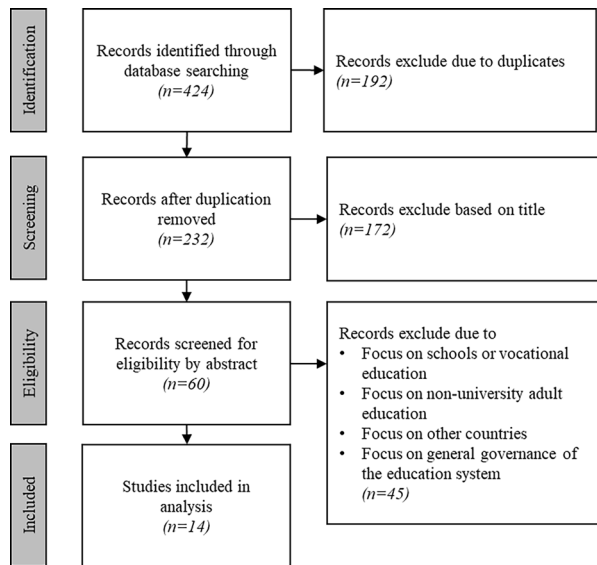 Identification
Records identified through
database searching
(n=424)
Records exclude due to duplicates
(n=192)
Screening
Records after duplication
removed
(n=232)
Records exclude based on title
(n=172)
Eligibility
Records screened for
eligibility by abstract
(n=60)
Records exclude due to
• Focus on schools or vocational
education
• Focus on non-university adult
education
• Focus on other countries
• Focus on general governance of
the education system
(n=45)
Included
Studies included in
analysis
(n=14)